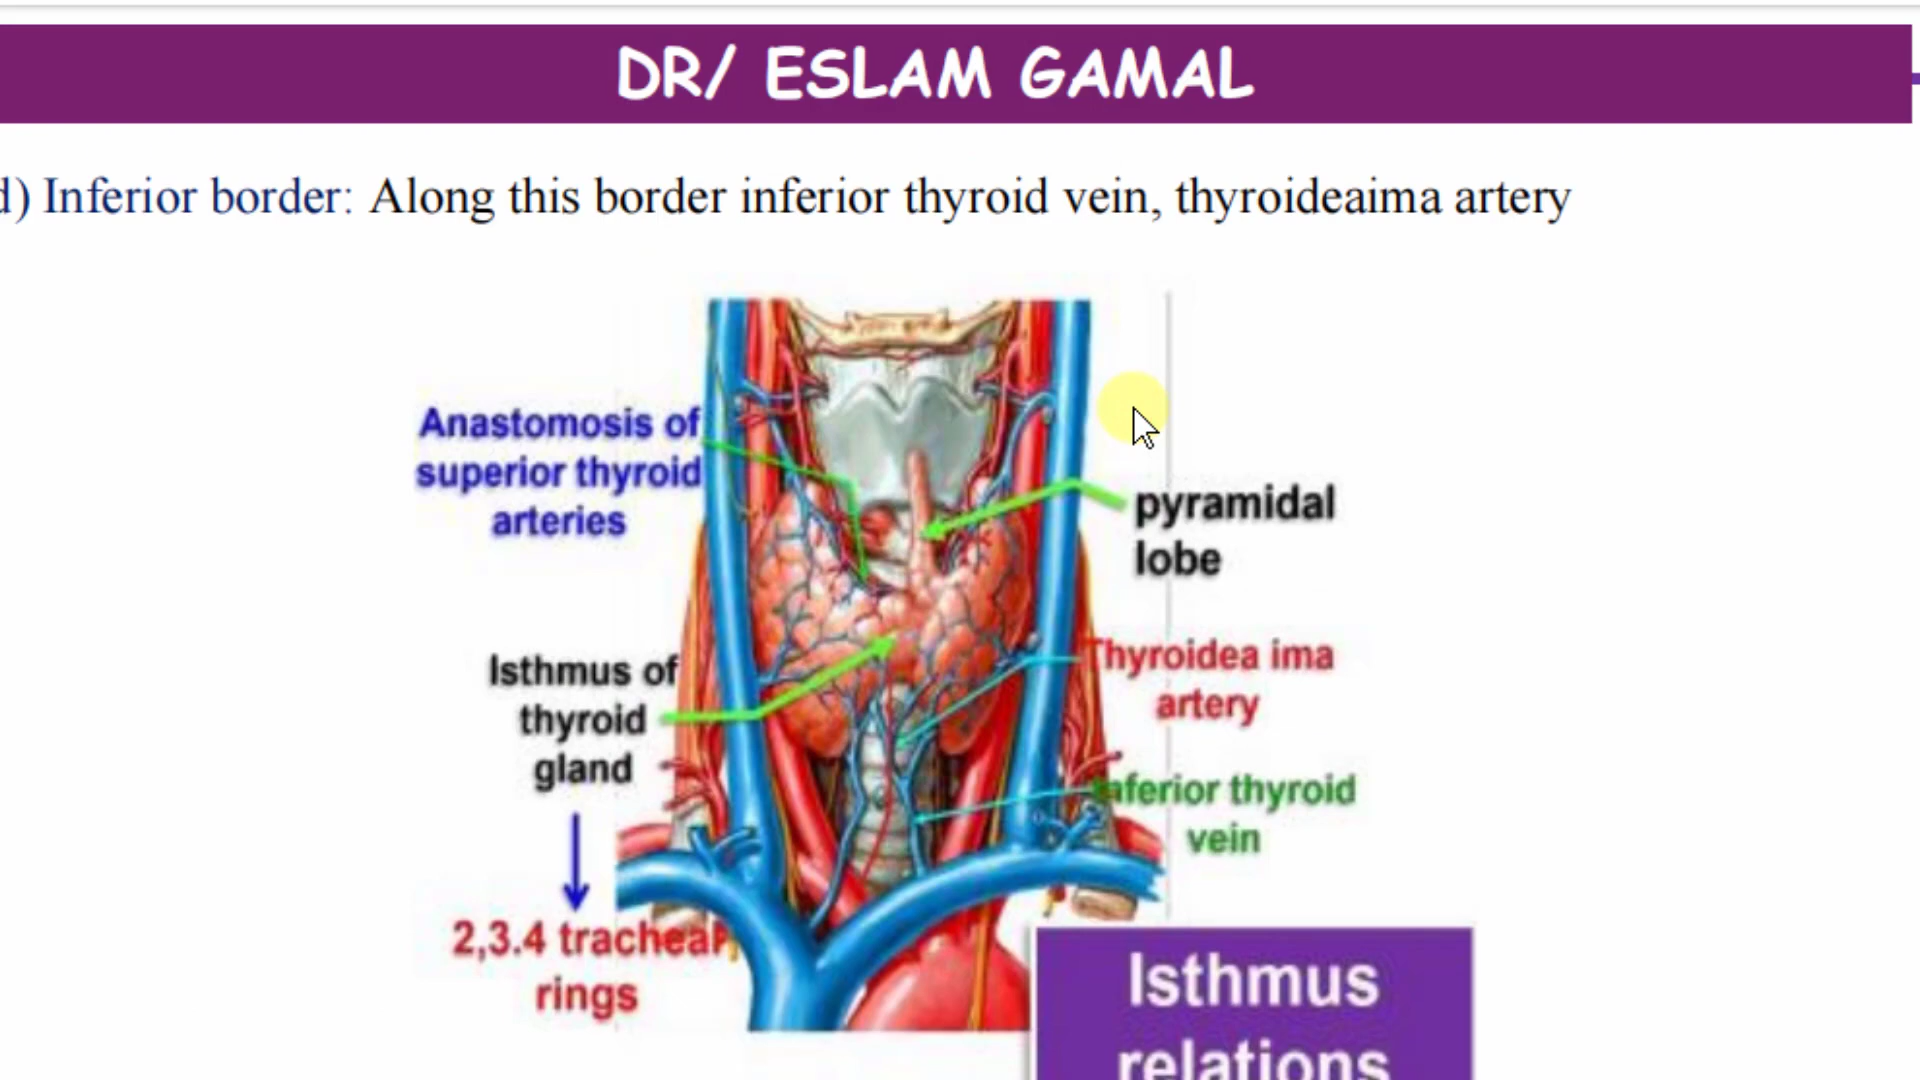 DR/ ESLAM GAMAL
d) Inferior border: Along this border inferior thyroid vein, thyroideaima artery
Anastomosis of
superior thyroid
arteries
pyramidal
lobe
Isthmus of
thyroid
gland
Thyroidea ima
artery
Inferior thyroid
vein
2,3.4 tracheal
rings
Isthmus
relations